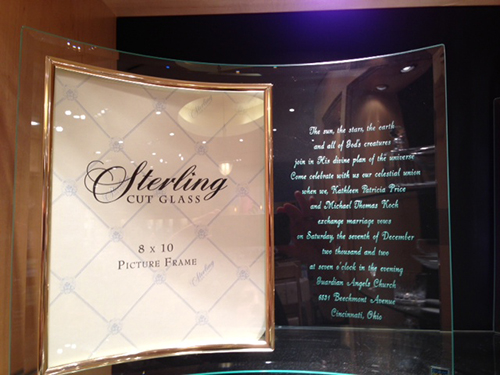 Sterling
CUT GLASS
8 x 10
PICTURE FRAME
Sterling
The sun, the stars, the earth
and all of God's creatures
join in His divine plan of the universe
Come celebrate with us our celestial union
when we, Kathleen Patricia Price
and Michael Thomas Koch
exchange marriage vows
on Saturday, the seventh of December
two thousand and two
at seven o'clock in the evening
Guardian Angels Church
6531 Beechmont Avenue
Cincinnati, Ohio